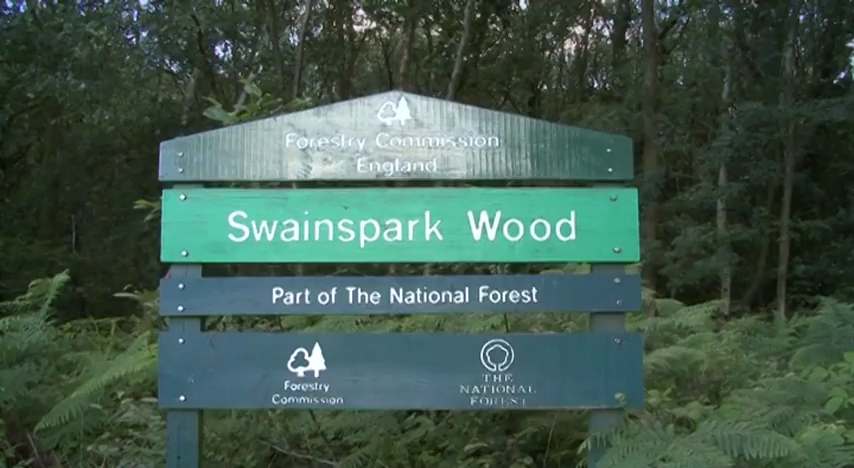 Forestry Commission
England
Swainspark Wood
Part of The National Forest
Forestry
Commission
THE
NATIONAL
FOREST